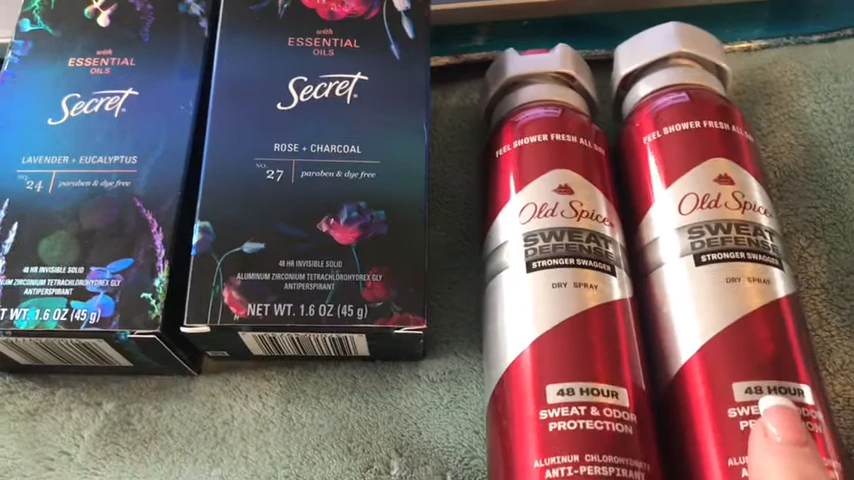 with
ESSENTIAL
OILS
Secret
LAVENDER + EUCALYPTUS
NO.
24
paraben & dye free
48 HR INVISIBLE SOLID
ALUMINUM ZIRCONIUM TETRACHLOROHYDREX GLY
ANTIPERSPIRANT
NET WT 1.6 OZ (45 g)
with
ESSENTIAL
OILS
Secret
ROSE + CHARCOAL
NO.
27
paraben & dye free
48 HR INVISIBLE SOLID
ALUMINUM ZIRCONIUM TETRACHLOROHYDREX GLY
ANTIPERSPIRANT
NET WT 1.6 OZ (45 g)
FEEL SHOWER FRESH ALL DAY
Old Spice
SWEAT
DEFENSE
STRONGER SWAGGER
DRY SPRAY
48 HOUR
SWEAT & ODOR
PROTECTION
ALUMINUM CHLOROHYDRATE
ANTI-PERSPIRANT
FEEL SHOWER FRESH ALL
Old Spice
SWEAT
DEFENSE
STRONGER SWAGGER
DRY SPRAY
48 HOUR
SWEAT
ODOR